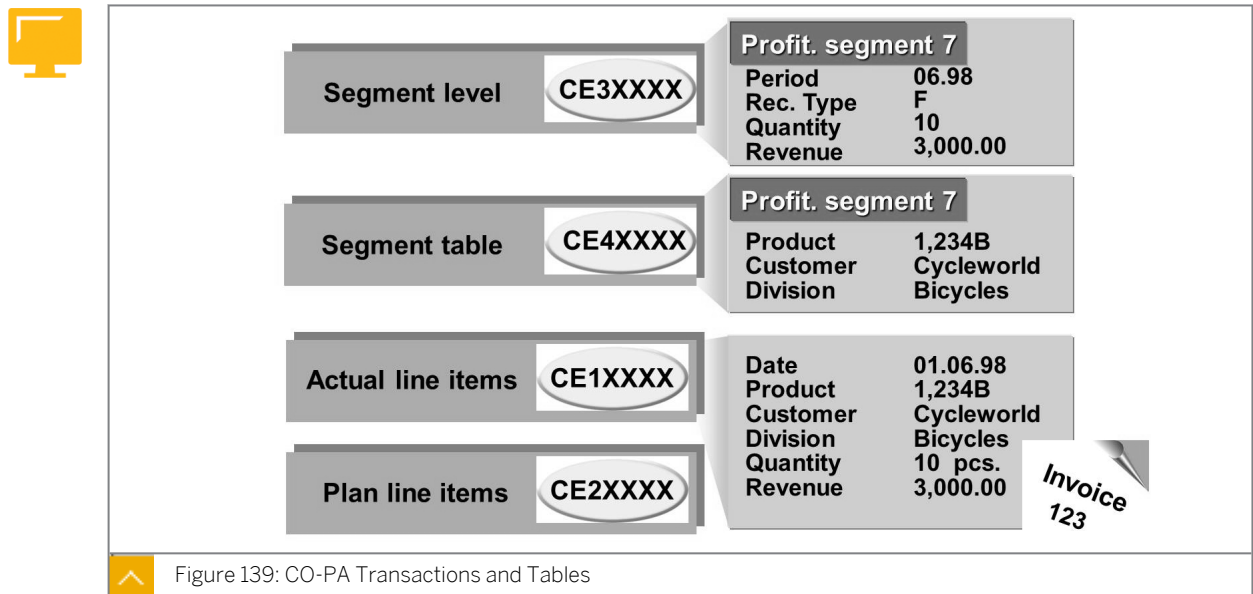 Segment level
CE3XXXX
Profit. segment 7
Period 06.98
Rec. Type F
Quantity 10
Revenue 3,000.00
Segment table
CE4XXXX
Profit. segment 7
Product 1,234B
Customer Cycleworld
Division Bicycles
Actual line items
CE1XXXX
Plan line items
CE2XXXX
Date 01.06.98
Product 1,234B
Customer Cycleworld
Division Bicycles
Quantity 10 pcs.
Revenue 3,000.00
Invoice
123
Figure 139: CO-PA Transactions and Tables